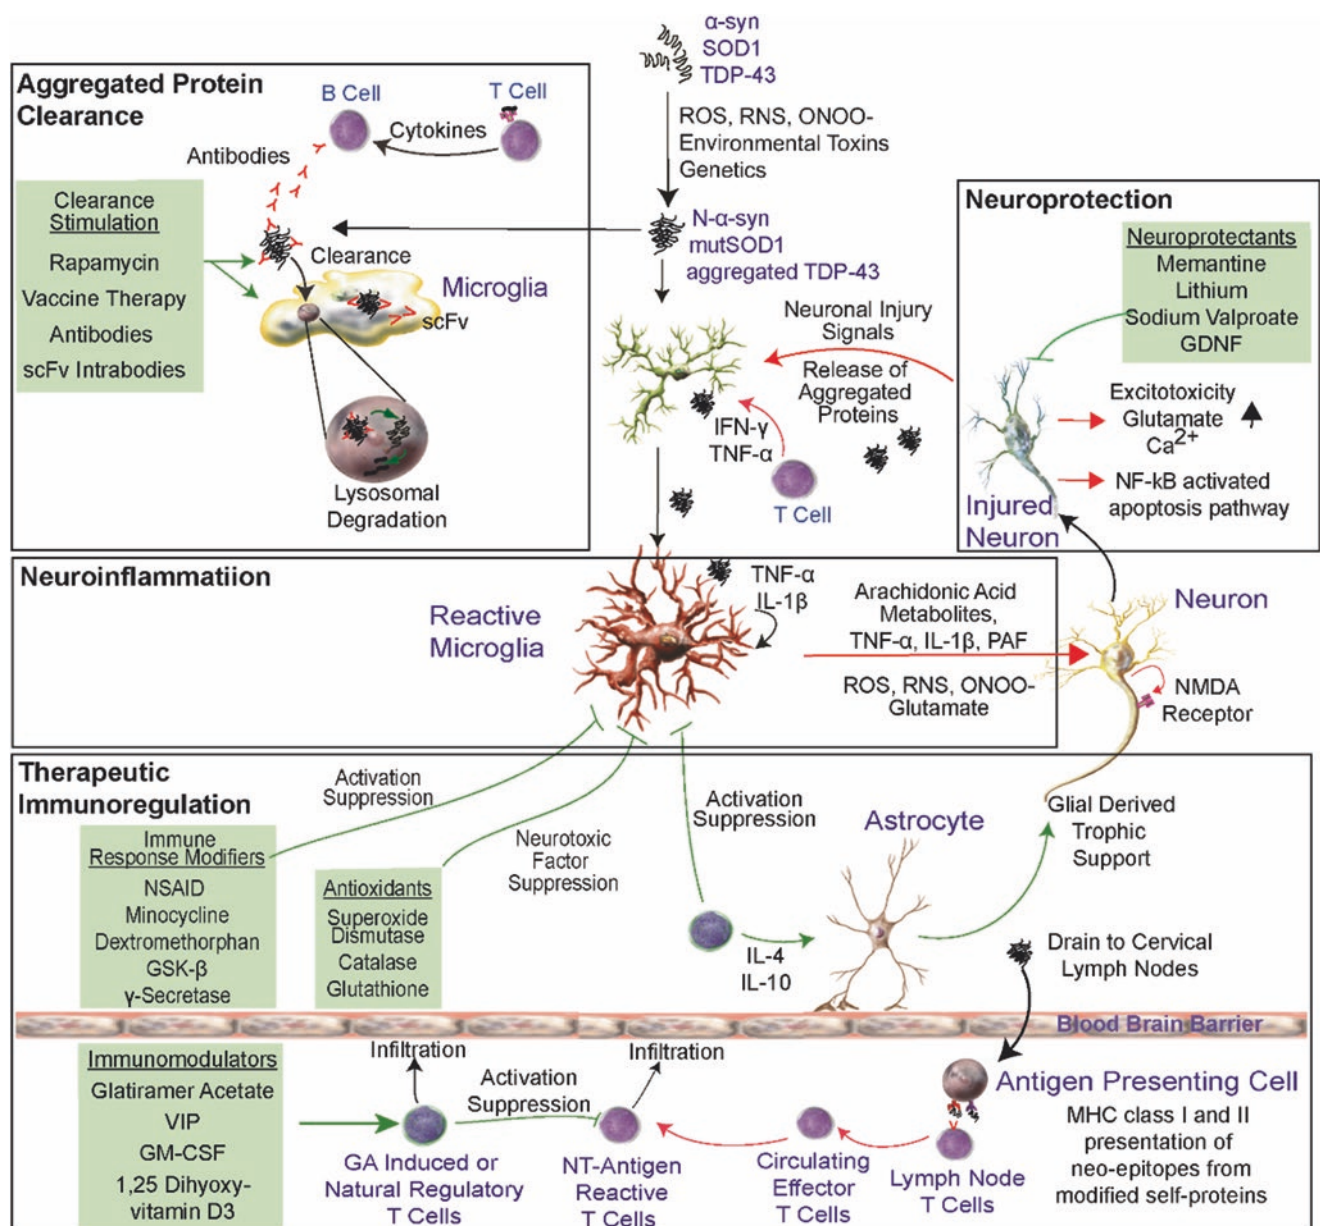 α-syn
SOD1
TDP-43
ROS, RNS, ONOO-
Environmental Toxins
Genetics
N-α-syn
mutSOD1
aggregated TDP-43
Aggregated Protein
Clearance
B Cell
T Cell
Cytokines
Antibodies
Clearance
Stimulation
Rapamycin
Vaccine Therapy
Antibodies
scFv Intrabodies
Clearance
Microglia
scFv
Lysosomal
Degradation
Neuronal Injury
Signals
Release of
Aggregated
Proteins
IFN-γ
TNF-α
T Cell
Neuroprotection
Neuroprotectants
Memantine
Lithium
Sodium Valproate
GDNF
Excitotoxicity
Glutamate
Ca2+
NF-kB activated
apoptosis pathway
Injured
Neuron
Neuroinflammatiion
Reactive
Microglia
TNF-α
IL-1β
Arachidonic Acid
Metabolites,
TNF-α, IL-1β, PAF
ROS, RNS, ONOO-
Glutamate
Neuron
NMDA
Receptor
Therapeutic
Immunoregulation
Activation
Suppression
Immune
Response Modifiers
NSAID
Minocycline
Dextromethorphan
GSK-β
γ-Secretase
Antioxidants
Superoxide
Dismutase
Catalase
Glutathione
Neurotoxic
Factor
Suppression
Activation
Suppression
IL-4
IL-10
Astrocyte
Glial Derived
Trophic
Support
Drain to Cervical
Lymph Nodes
Blood Brain Barrier
Immunomodulators
Glatiramer Acetate
VIP
GM-CSF
1,25 Dihyoxy-
vitamin D3
Infiltration
Activation
Suppression
Infiltration
GA Induced or
Natural Regulatory
T Cells
NT-Antigen
Reactive
T Cells
Circulating
Effector
T Cells
Lymph Node
T Cells
Antigen Presenting Cell
MHC class I and II
presentation of
neo-epitopes from
modified self-proteins